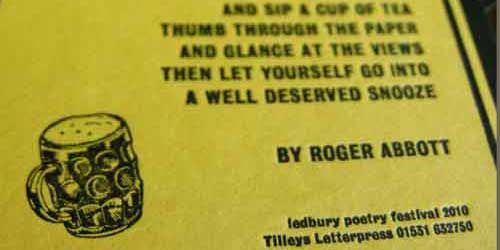 AND SIP A CUP OF TEA
THUMB THROUGH THE PAPER
AND GLANCE AT THE VIEWS
THEN LET YOURSELF GO INTO
A WELL DESERVED SNOOZE
BY ROGER ABBOTT
ledbury poetry festival 2010
Tilleys Letterpress 01531 632750